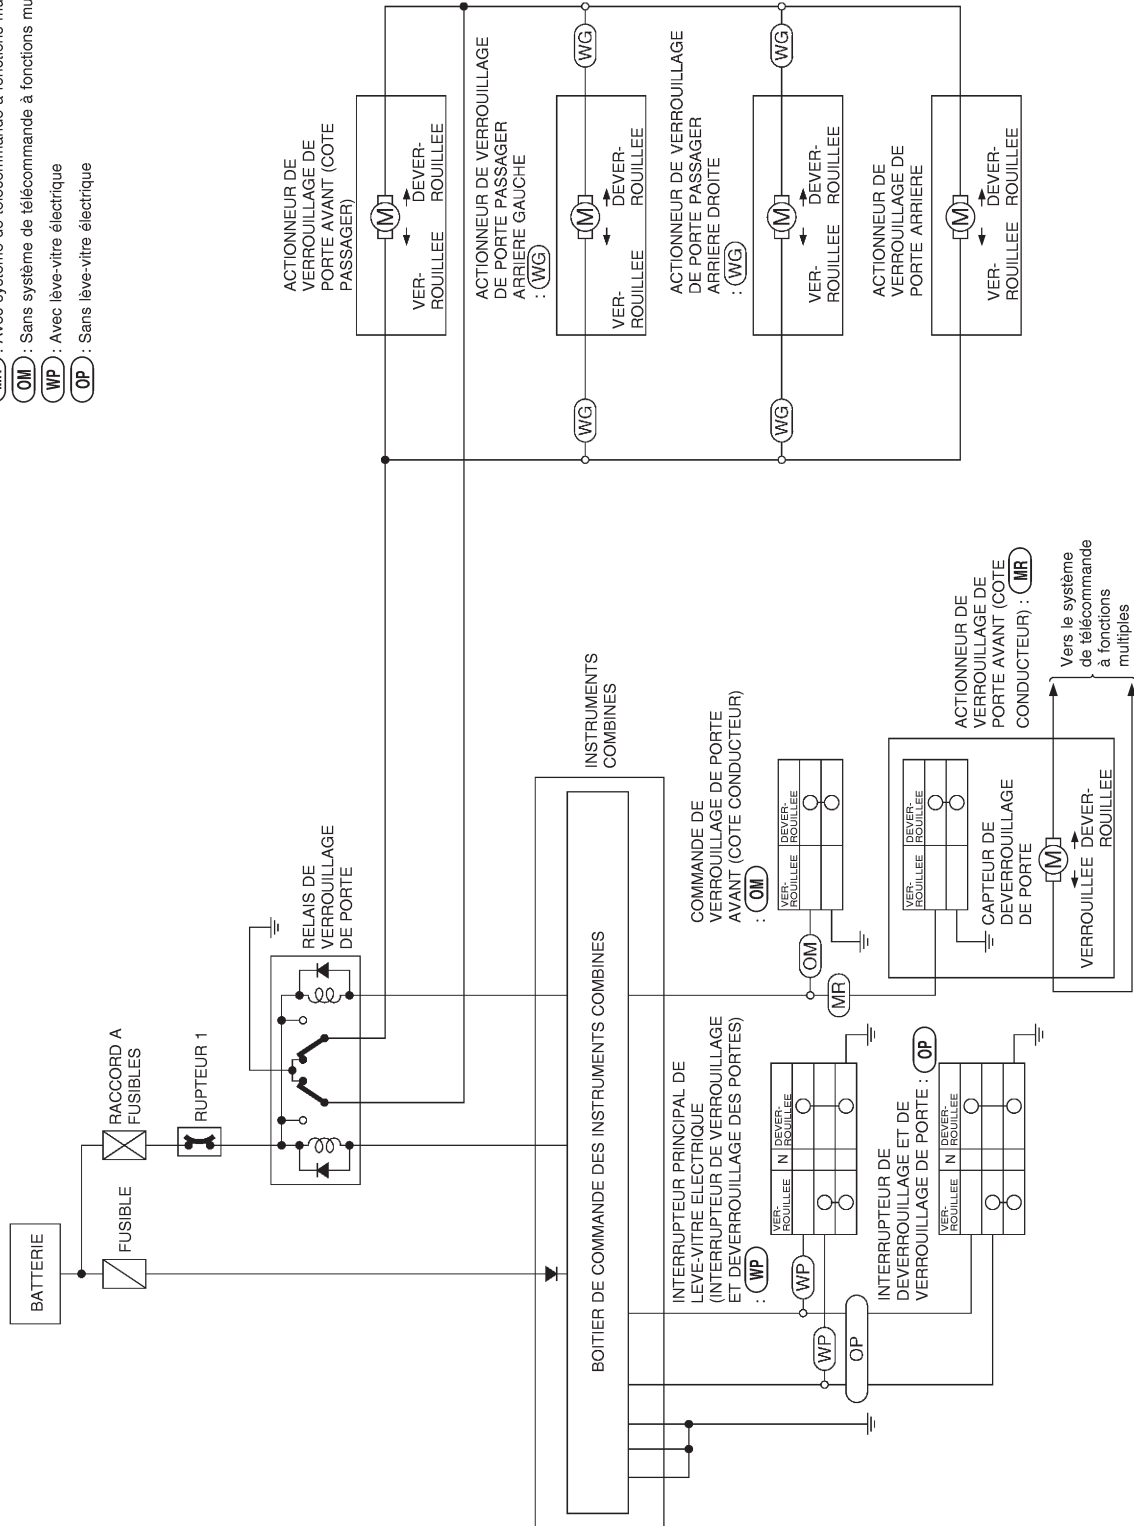 : Avec système de télécommande à fonctions
OM : Sans système de télécommande à fonctions
WP : Avec lève-vitre électrique
OP : Sans lève-vitre électrique
BATTERIE
FUSIBLE
RACCORD A
FUSIBLES
RUPTEUR 1
RELAIS DE
VERROUILLAGE
DE PORTE
INSTRUMENTS
COMBINES
BOITIER DE COMMANDE DES INSTRUMENTS COMBINES
ACTIONNEUR DE
VERROUILLAGE DE
PORTE AVANT (COTE
PASSAGER)
M
VER-
ROUILLEE
DEVER-
ROUILLEE
WG
WG
ACTIONNEUR DE VERROUILLAGE
DE PORTE PASSAGER
ARRIERE GAUCHE
: WG
M
VER-
ROUILLEE
DEVER-
ROUILLEE
WG
WG
ACTIONNEUR DE VERROUILLAGE
DE PORTE PASSAGER
ARRIERE DROITE
: WG
M
VER-
ROUILLEE
DEVER-
ROUILLEE
ACTIONNEUR DE
VERROUILLAGE DE
PORTE ARRIERE
M
VER-
ROUILLEE
DEVER-
ROUILLEE
INTERRUPTEUR PRINCIPAL DE
LEVE-VITRE ELECTRIQUE
(INTERRUPTEUR DE VERROUILLAGE
ET DEVERROUILLAGE DES PORTES)
: WP
VER-
ROUILLEE
N
DEVER-
ROUILLEE
WP
WP
OP
INTERRUPTEUR DE
DEVERROUILLAGE ET DE
VERROUILLAGE DE PORTE : OP
VER-
ROUILLEE
N
DEVER-
ROUILLEE
COMMANDE DE
VERROUILLAGE DE PORTE
AVANT (COTE CONDUCTEUR)
: OM
VER-
ROUILLEE
DEVER-
ROUILLEE
OM
MR
ACTIONNEUR DE
VERROUILLAGE DE
PORTE AVANT (COTE
CONDUCTEUR) : MR
VER-
ROUILLEE
DEVER-
ROUILLEE
CAPTEUR DE
DEVERROUILLAGE
DE PORTE
M
VERROUILLEE
DEVER-
ROUILLEE
Vers le système
de télécommande
à fonctions
multiples